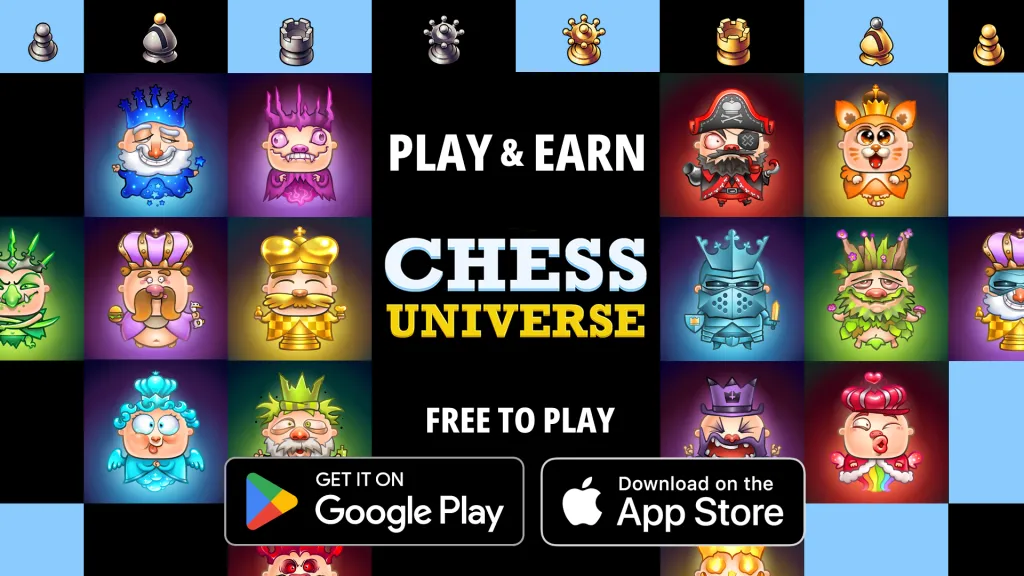 PLAY & EARN
CHESS
UNIVERSE
FREE TO PLAY
GET IT ON
Google Play
Download on the
App Store